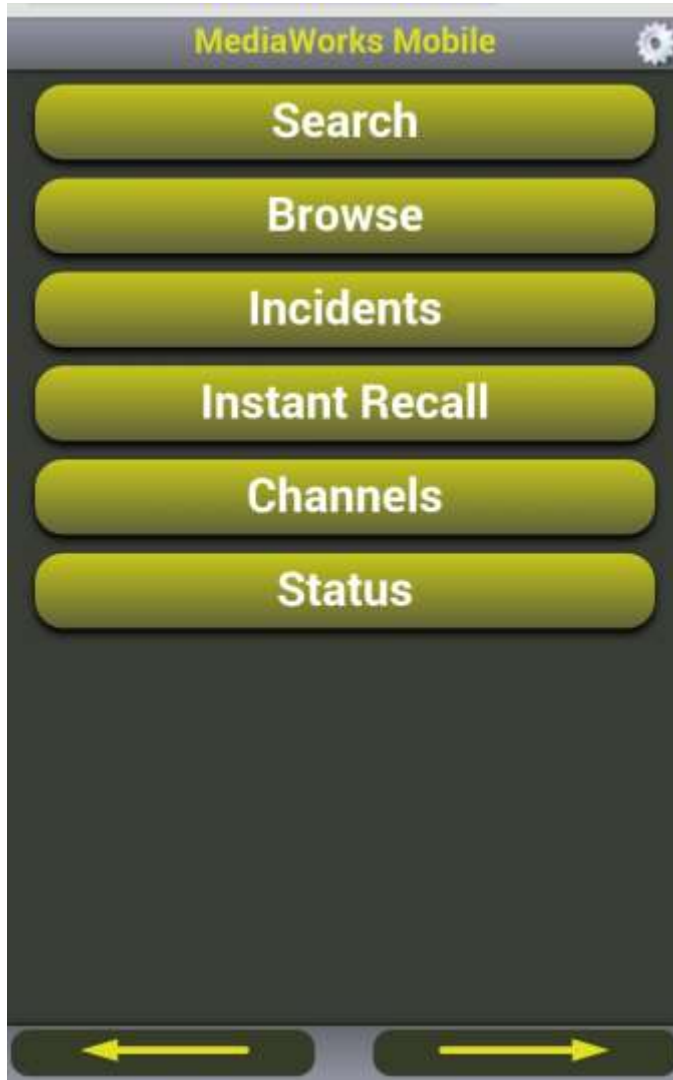 MediaWorks Mobile
Search
Browse
Incidents
Instant Recall
Channels
Status